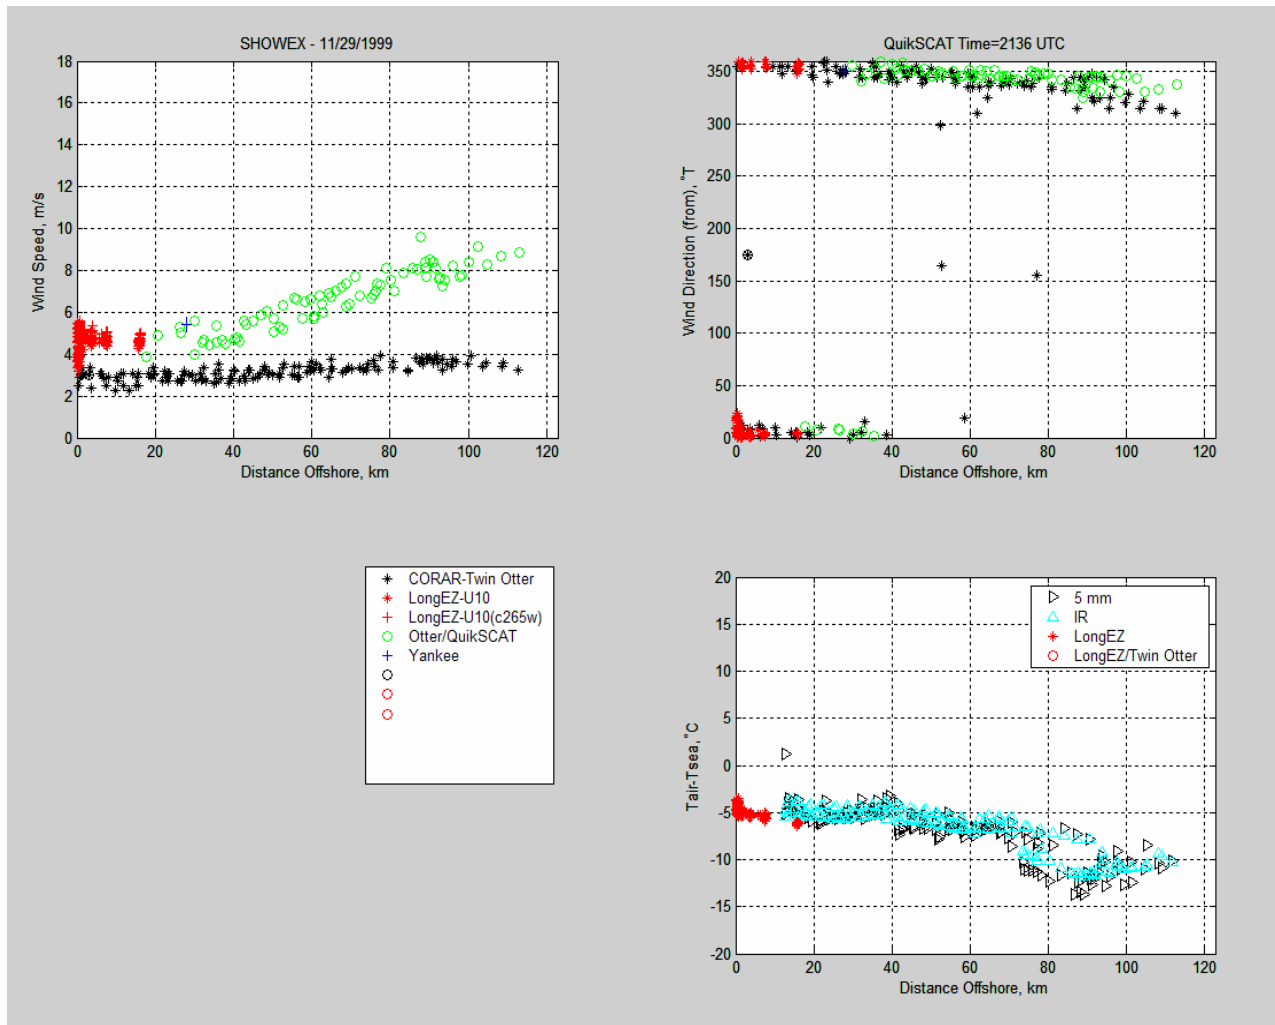 SHOWEX - 11/29/1999
18
16
14
12
10
8
6
4
2
0
Wind Speed, m/s
0 20 40 60 80 100 120
Distance Offshore, km
QuikSCAT Time=2136 UTC
350
300
250
200
150
100
50
0
Wind Direction (from), °T
0 20 40 60 80 100 120
Distance Offshore, km
CORAR-Twin Otter
LongEZ-U10
LongEZ-U10(c265w)
Otter/QuikSCAT
Yankee
20
15
10
5
0
-5
-10
-15
-20
Tair-Tsea, °C
5 mm
IR
LongEZ
LongEZ/Twin Otter
0 20 40 60 80 100 120
Distance Offshore, km